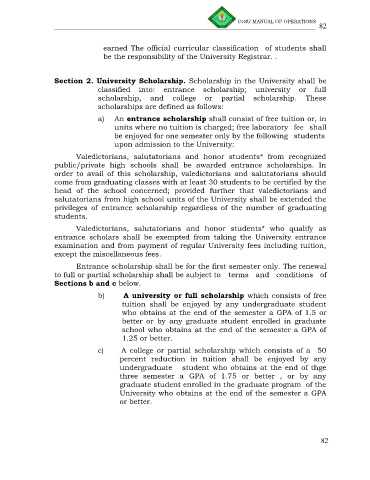 CvSU MANUAL OF OPERATIONS
82
earned The official curricular classification of students shall
be the responsibility of the University Registrar. .
Section 2. University Scholarship. Scholarship in the University shall be
classified into: entrance scholarship; university or full
scholarship, and college or partial scholarship. These
scholarships are defined as follows:
a) An entrance scholarship shall consist of free tuition or, in
units where no tuition is charged; free laboratory fee shall
be enjoyed for one semester only by the following students
upon admission to the University:
Valedictorians, salutatorians and honor students* from recognized
public/private high schools shall be awarded entrance scholarships. In
order to avail of this scholarship, valedictorians and salutatorians should
come from graduating classes with at least 30 students to be certified by the
head of the school concerned; provided further that valedictorians and
salutatorians from high school units of the University shall be extended the
privileges of entrance scholarship regardless of the number of graduating
students.
Valedictorians, salutatorians and honor students* who qualify as
entrance scholars shall be exempted from taking the University entrance
examination and from payment of regular University fees including tuition,
except the miscellaneous fees.
Entrance scholarship shall be for the first semester only. The renewal
to full or partial scholarship shall be subject to terms and conditions of
Sections b and c below.
b) A university or full scholarship which consists of free
tuition shall be enjoyed by any undergraduate student
who obtains at the end of the semester a GPA of 1.5 or
better or by any graduate student enrolled in graduate
school who obtains at the end of the semester a GPA of
1.25 or better.
c) A college or partial scholarship which consists of a 50
percent reduction in tuition shall be enjoyed by any
undergraduate student who obtains at the end of thge
three semester a GPA of 1.75 or better , or by any
graduate student enrolled in the graduate program of the
University who obtains at the end of the semester a GPA
or better.
82